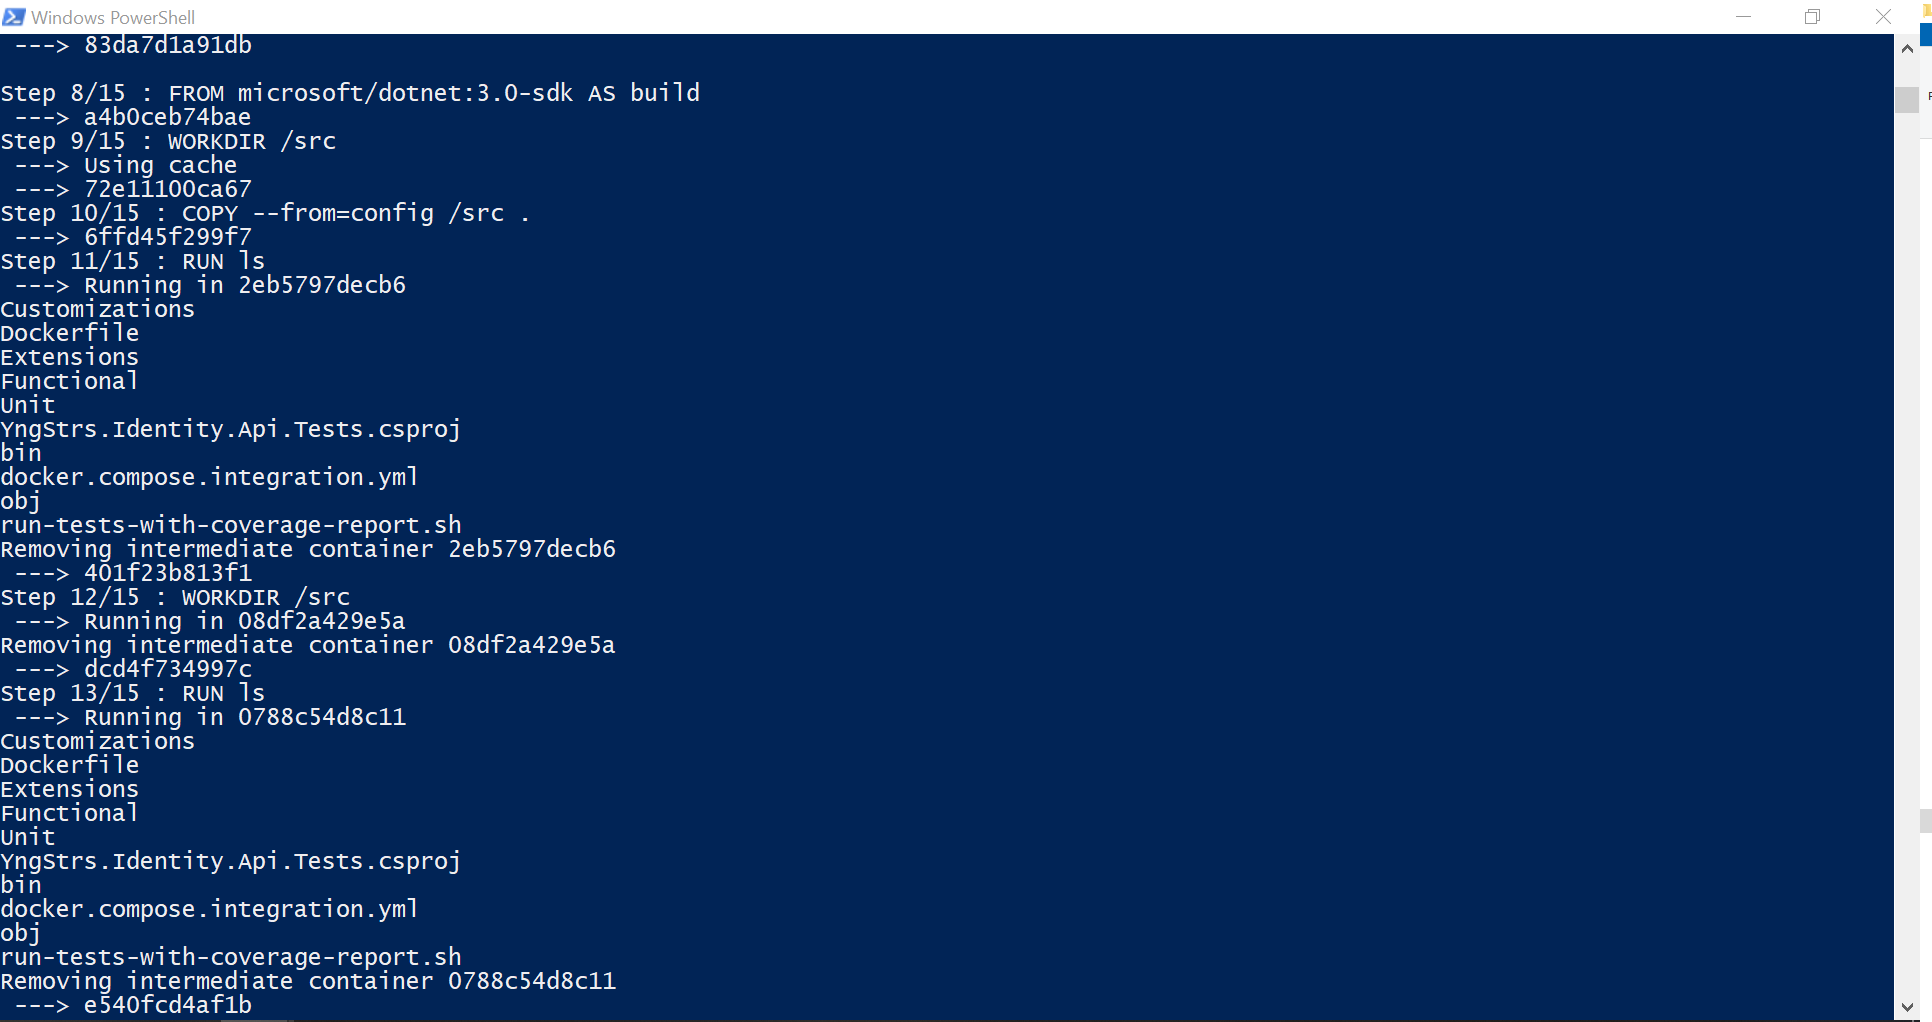 Windows PowerShell
 ---> 83da7d1a91db

Step 8/15 : FROM microsoft/dotnet:3.0-sdk AS build
 ---> a4b0ceb74bae
Step 9/15 : WORKDIR /src
 ---> Using cache
 ---> 72e11100ca67
Step 10/15 : COPY --from=config /src .
 ---> 6ffd45f299f7
Step 11/15 : RUN ls
 ---> Running in 2eb5797decb6
Customizations
Dockerfile
Extensions
Functional
Unit
YngStrs.Identity.Api.Tests.csproj
bin
docker.compose.integration.yml
obj
run-tests-with-coverage-report.sh
Removing intermediate container 2eb5797decb6
 ---> 401f23b813f1
Step 12/15 : WORKDIR /src
 ---> Running in 08df2a429e5a
Removing intermediate container 08df2a429e5a
 ---> dcd4f734997c
Step 13/15 : RUN ls
 ---> Running in 0788c54d8c11
Customizations
Dockerfile
Extensions
Functional
Unit
YngStrs.Identity.Api.Tests.csproj
bin
docker.compose.integration.yml
obj
run-tests-with-coverage-report.sh
Removing intermediate container 0788c54d8c11
 ---> e540fcd4af1b